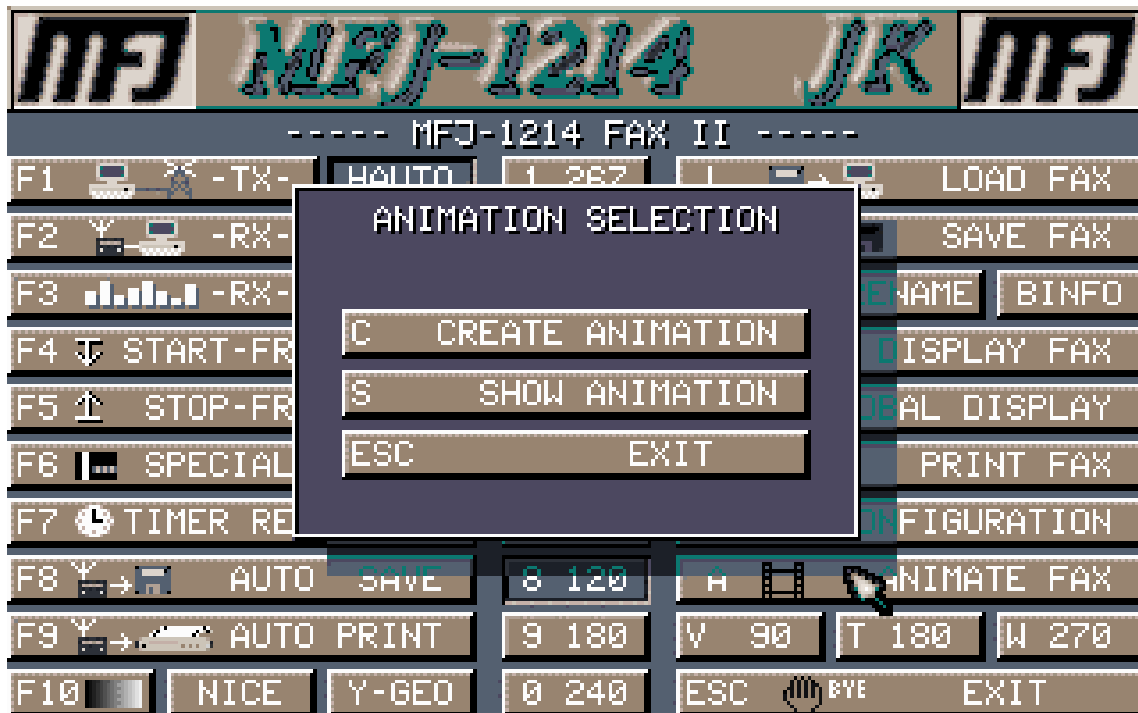 MFJ MFJ-1214 JK MFJ
----- MFJ-1214 FAX II -----
F1 -TX- HAUTO 1 267 L LOAD FAX
F2 -RX- SAVE FAX
F3 -RX- NAME BINFO
F4 START-FR DISPLAY FAX
F5 STOP-FR BAL DISPLAY
F6 SPECIAL PRINT FAX
F7 TIMER RE ONFIGURATION
ANIMATION SELECTION
C CREATE ANIMATION
S SHOW ANIMATION
ESC EXIT
F8 AUTO SAVE 8 120 A ANIMATE FAX
F9 AUTO PRINT 9 180 V 90 T 180 W 270
F10 NICE Y-GEO 0 240 ESC BYE EXIT